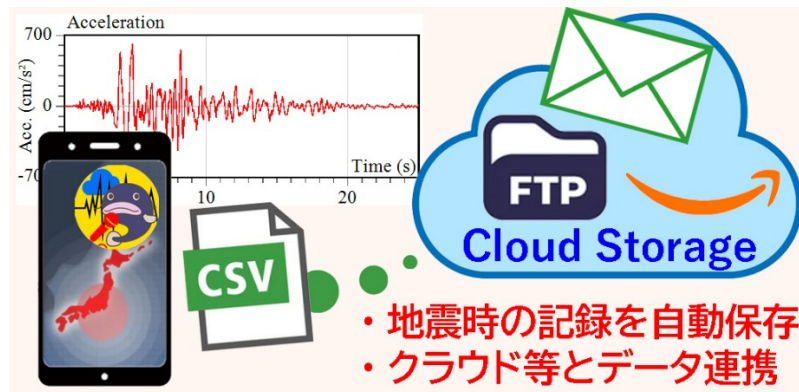 Acceleration
700
Acc. (cm/s²)
0
-70
Time (s)
10
20
CSV
FTP
Cloud Storage
・地震時の記録を自動保存
・クラウド等とデータ連携